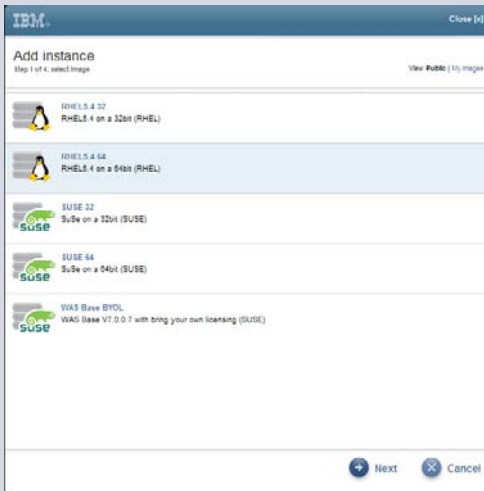 IBM®
Close [x]
Add instance
Step 1 of 4: select image
View Public | My images
RHEL5.4 32
RHEL5.4 on a 32bit (RHEL)
RHEL5.4 64
RHEL5.4 on a 64bit (RHEL)
SUSE
SUSE 32
SuSe on a 32bit (SUSE)
SUSE
SUSE 64
SuSe on a 64bit (SUSE)
SUSE
WAS Base BYOL
WAS Base V7.0.0.7 with bring your own licensing (SUSE)
Next
Cancel